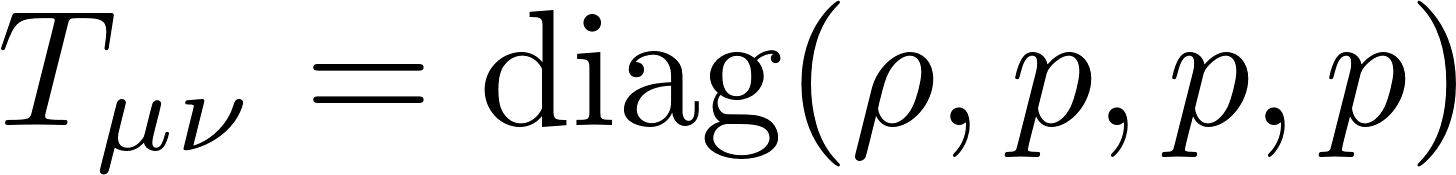 T_{μν} = diag(ρ, p, p, p)